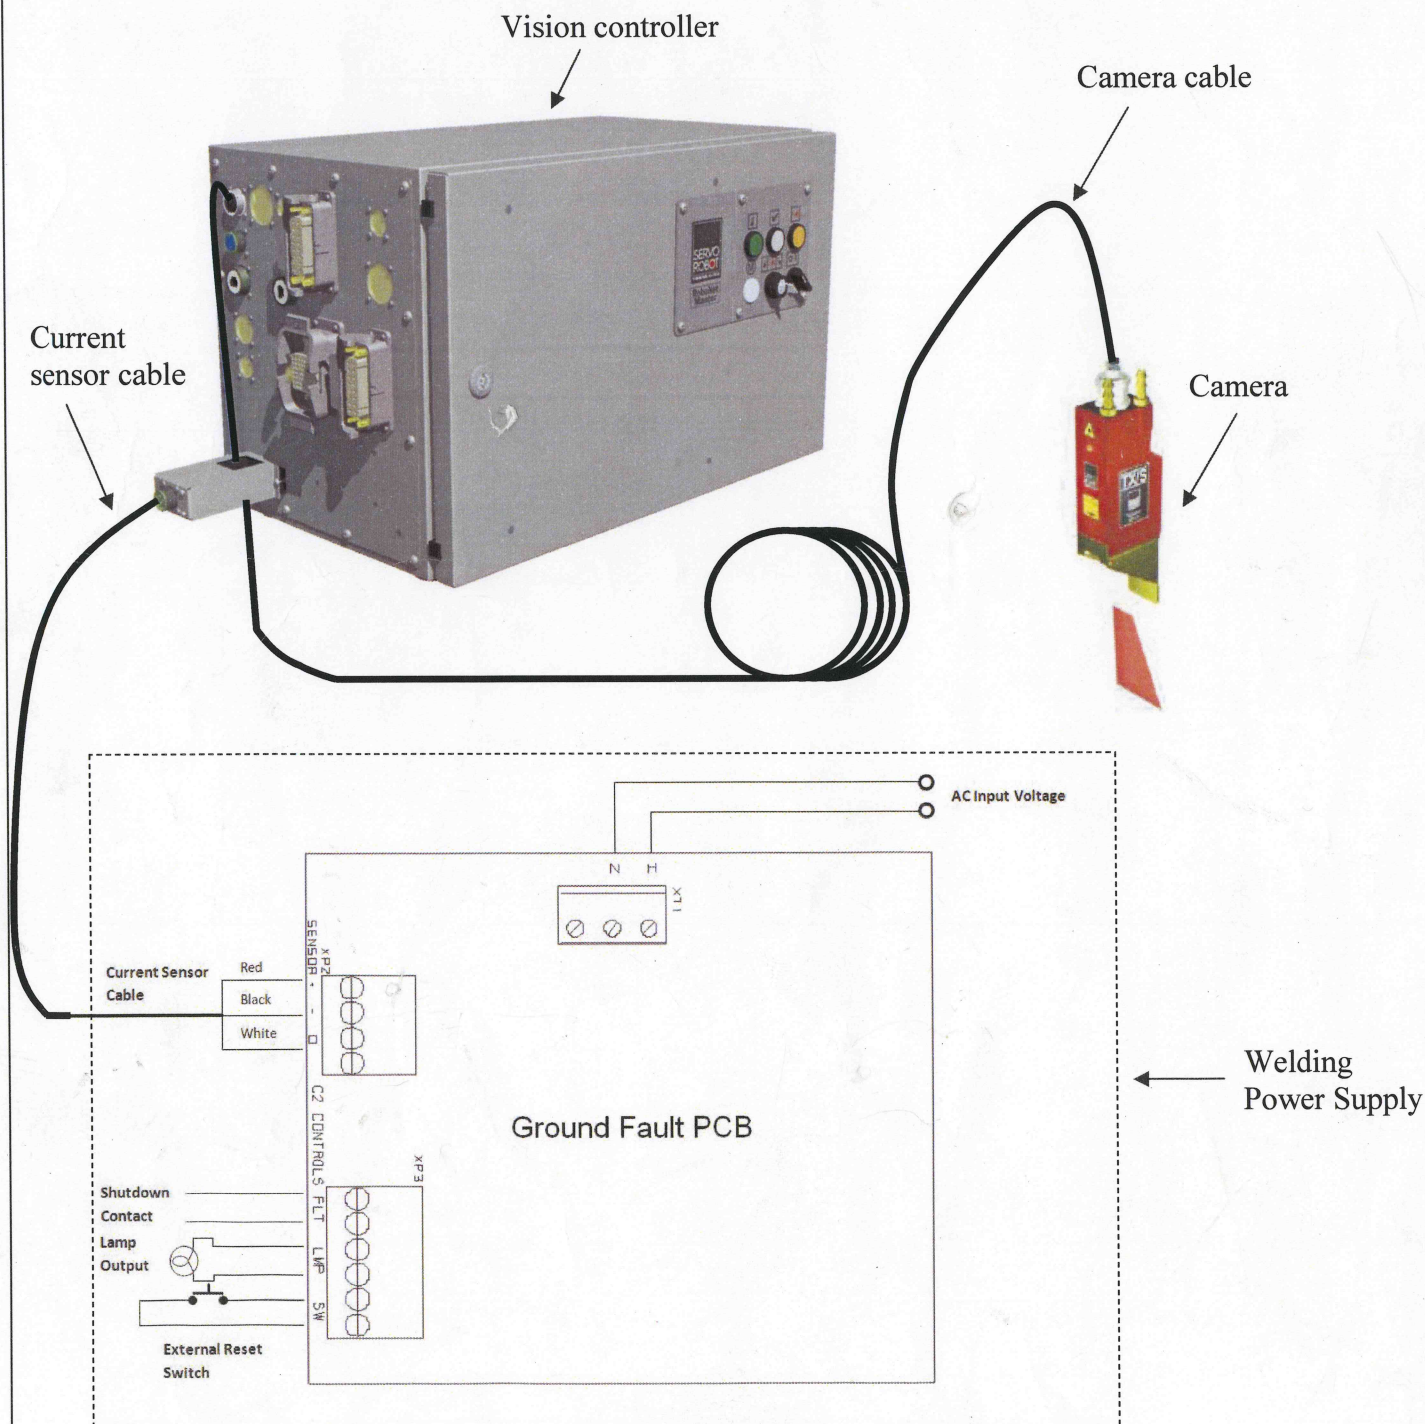 Vision controller
Camera cable
SERVO
ROBOT
Current
sensor cable
Camera
AC Input Voltage
N H
XT1
SENSOR + - O
XP2
Current Sensor
Cable
Red
Black
White
Welding
Power Supply
Ground Fault PCB
C2 CONTROLS
XP3
FLT
LMP
SW
Shutdown
Contact
Lamp
Output
External Reset
Switch